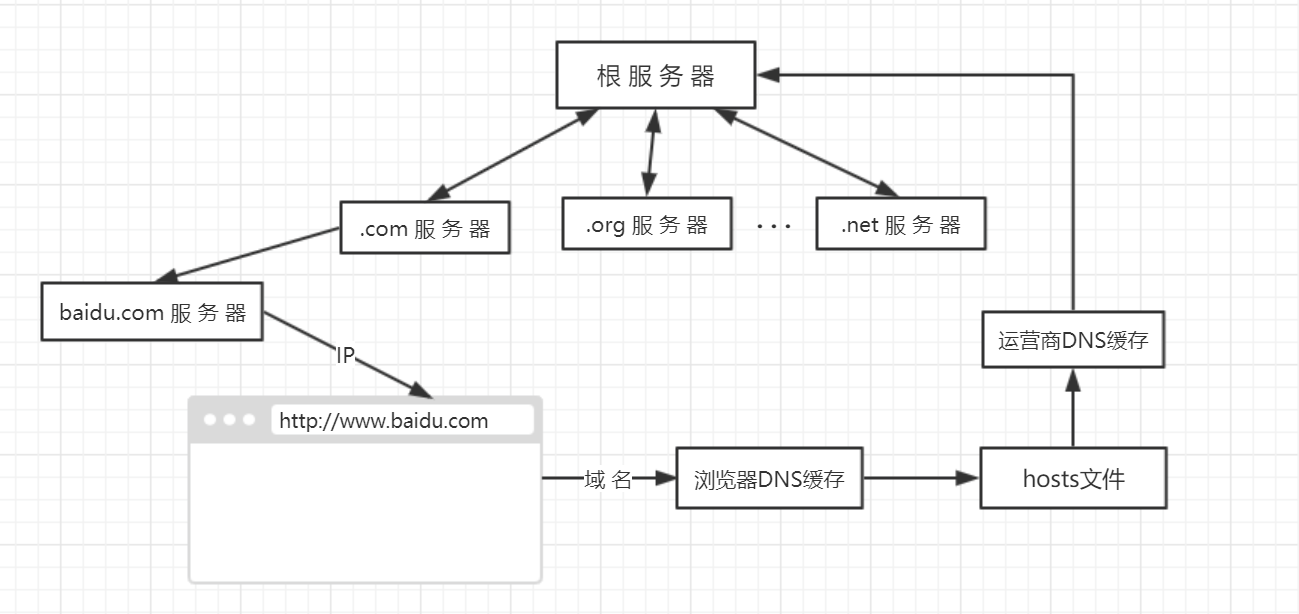 根服务器
.com 服务器
.org 服务器
...
.net 服务器
baidu.com 服务器
IP
运营商DNS缓存
http://www.baidu.com
域名
浏览器DNS缓存
hosts文件